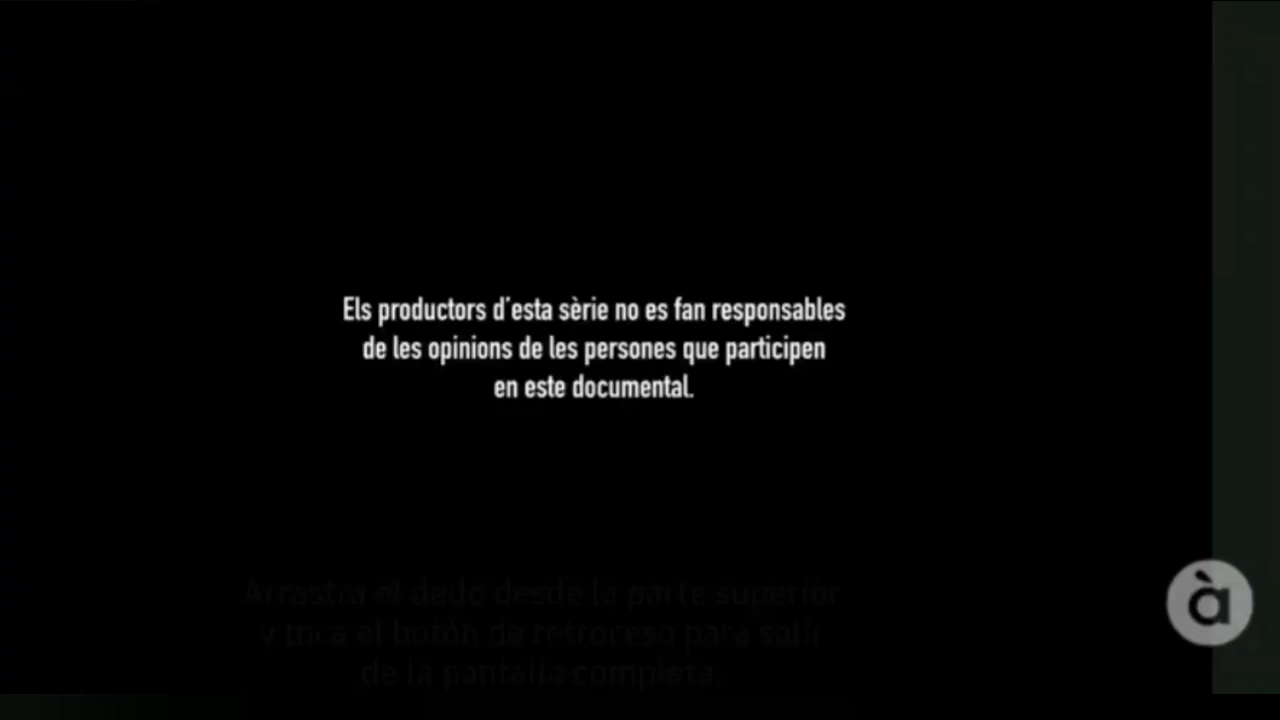 Els productors d'esta sèrie no es fan responsables
de les opinions de les persones que participen
en este documental.
Arrastra el dedo desde la parte superior
y toca el botón de retroceso para salir
de la pantalla completa.
à